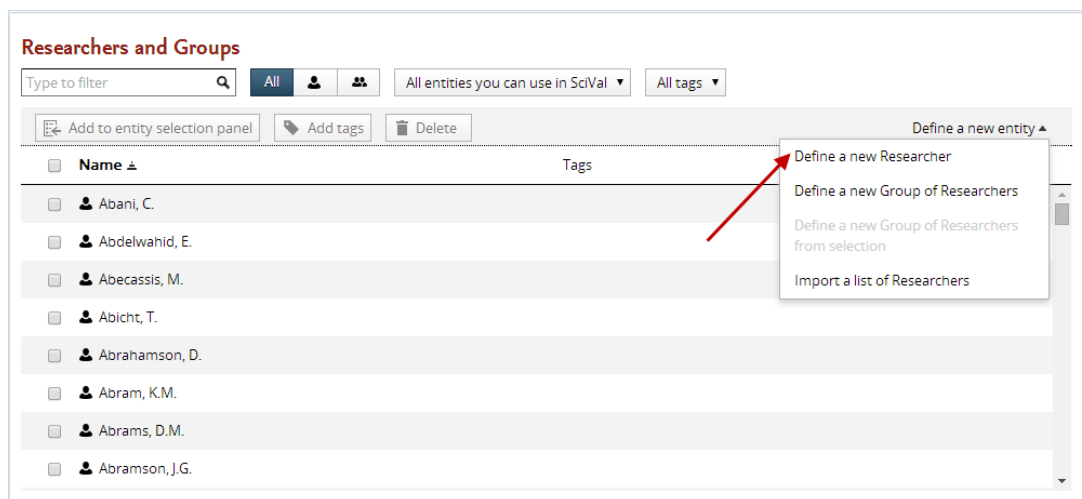 Researchers and Groups
Type to filter All All entities you can use in SciVal ▼ All tags ▼
Add to entity selection panel Add tags Delete Define a new entity ▲
Name Tags
Define a new Researcher
Define a new Group of Researchers
Define a new Group of Researchers
from selection
Import a list of Researchers
Abani, C.
Abdelwahid, E.
Abecassis, M.
Abicht, T.
Abrahamson, D.
Abram, K.M.
Abrams, D.M.
Abramson, J.G.